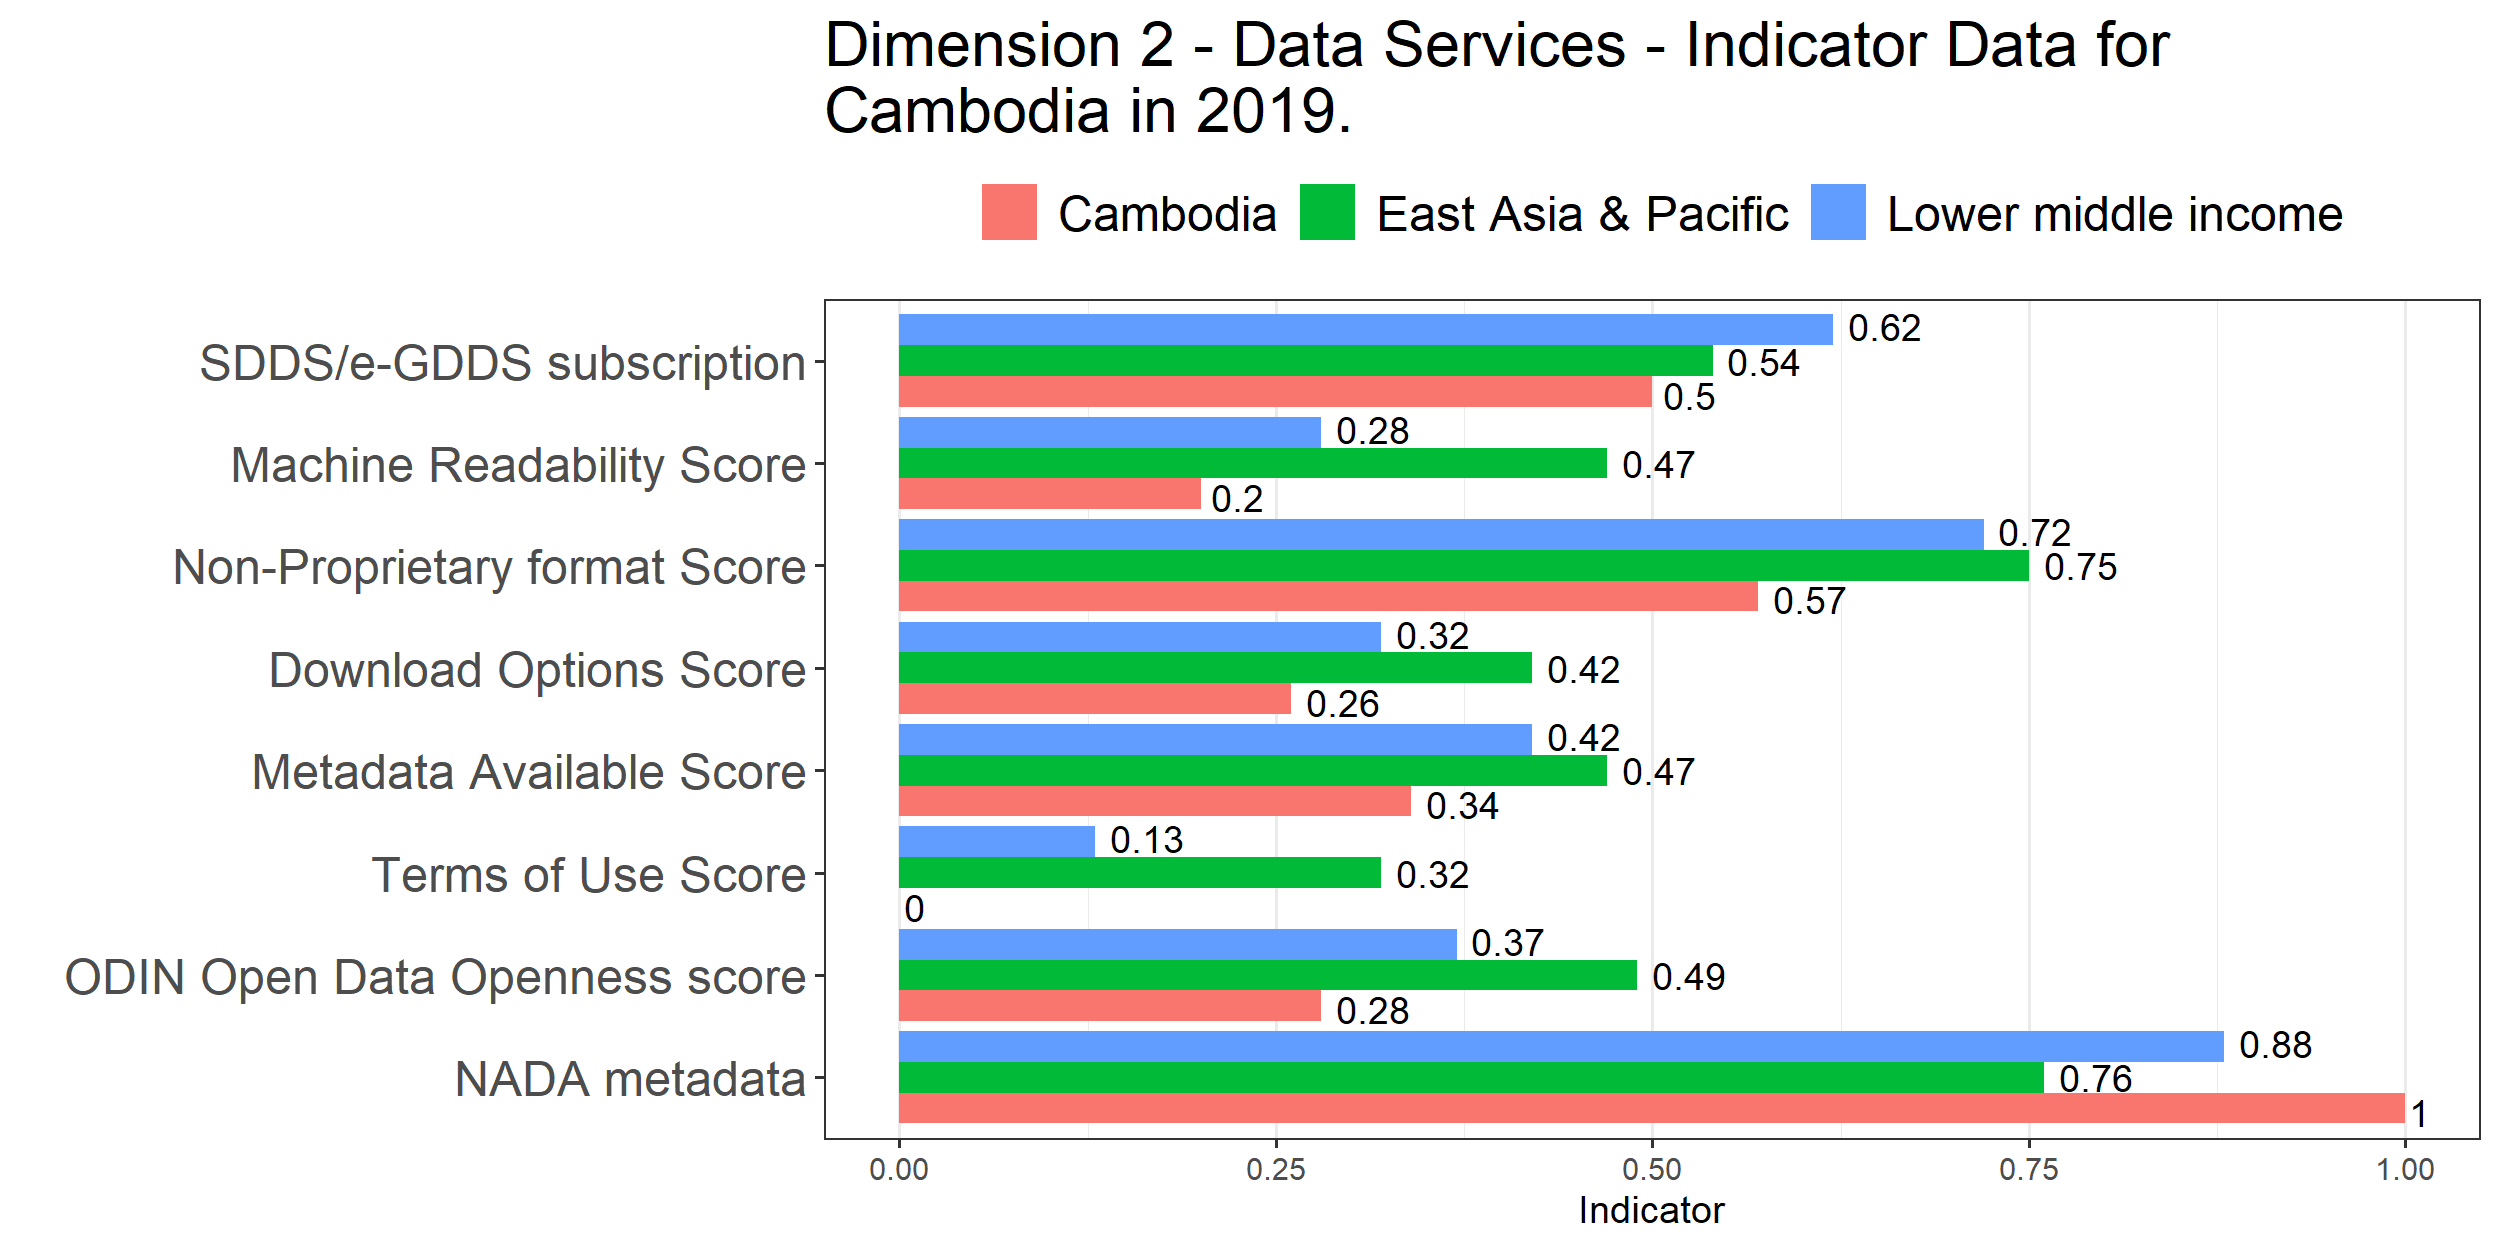 Dimension 2 - Data Services - Indicator Data for
Cambodia in 2019.
Cambodia East Asia & Pacific Lower middle income
SDDS/e-GDDS subscription
0.62
0.54
0.5
Machine Readability Score
0.28
0.47
0.2
Non-Proprietary format Score
0.72
0.75
0.57
Download Options Score
0.32
0.42
0.26
Metadata Available Score
0.42
0.47
0.34
Terms of Use Score
0.13
0.32
0
ODIN Open Data Openness score
0.37
0.49
0.28
NADA metadata
0.88
0.76
1
0.00 0.25 0.50 0.75 1.00
Indicator